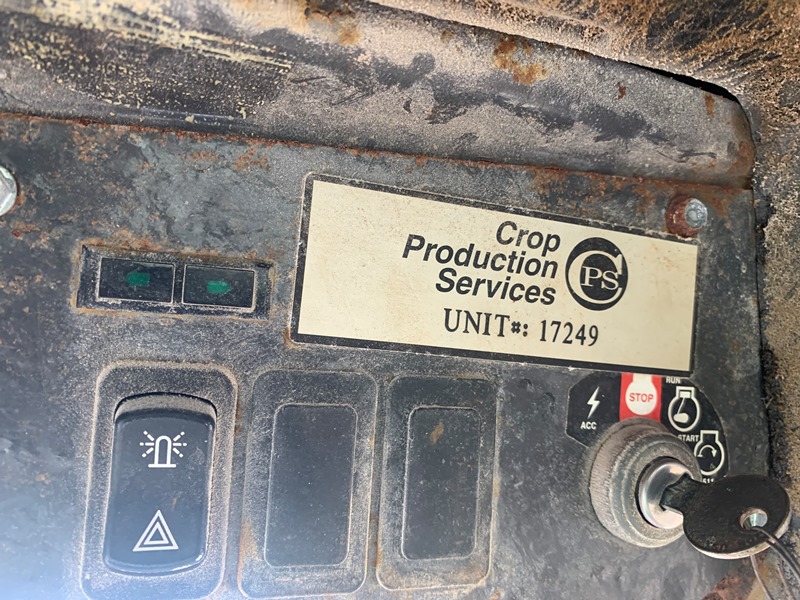 Crop
Production
Services
CPS
UNIT#: 17249
ACC
STOP
RUN
START